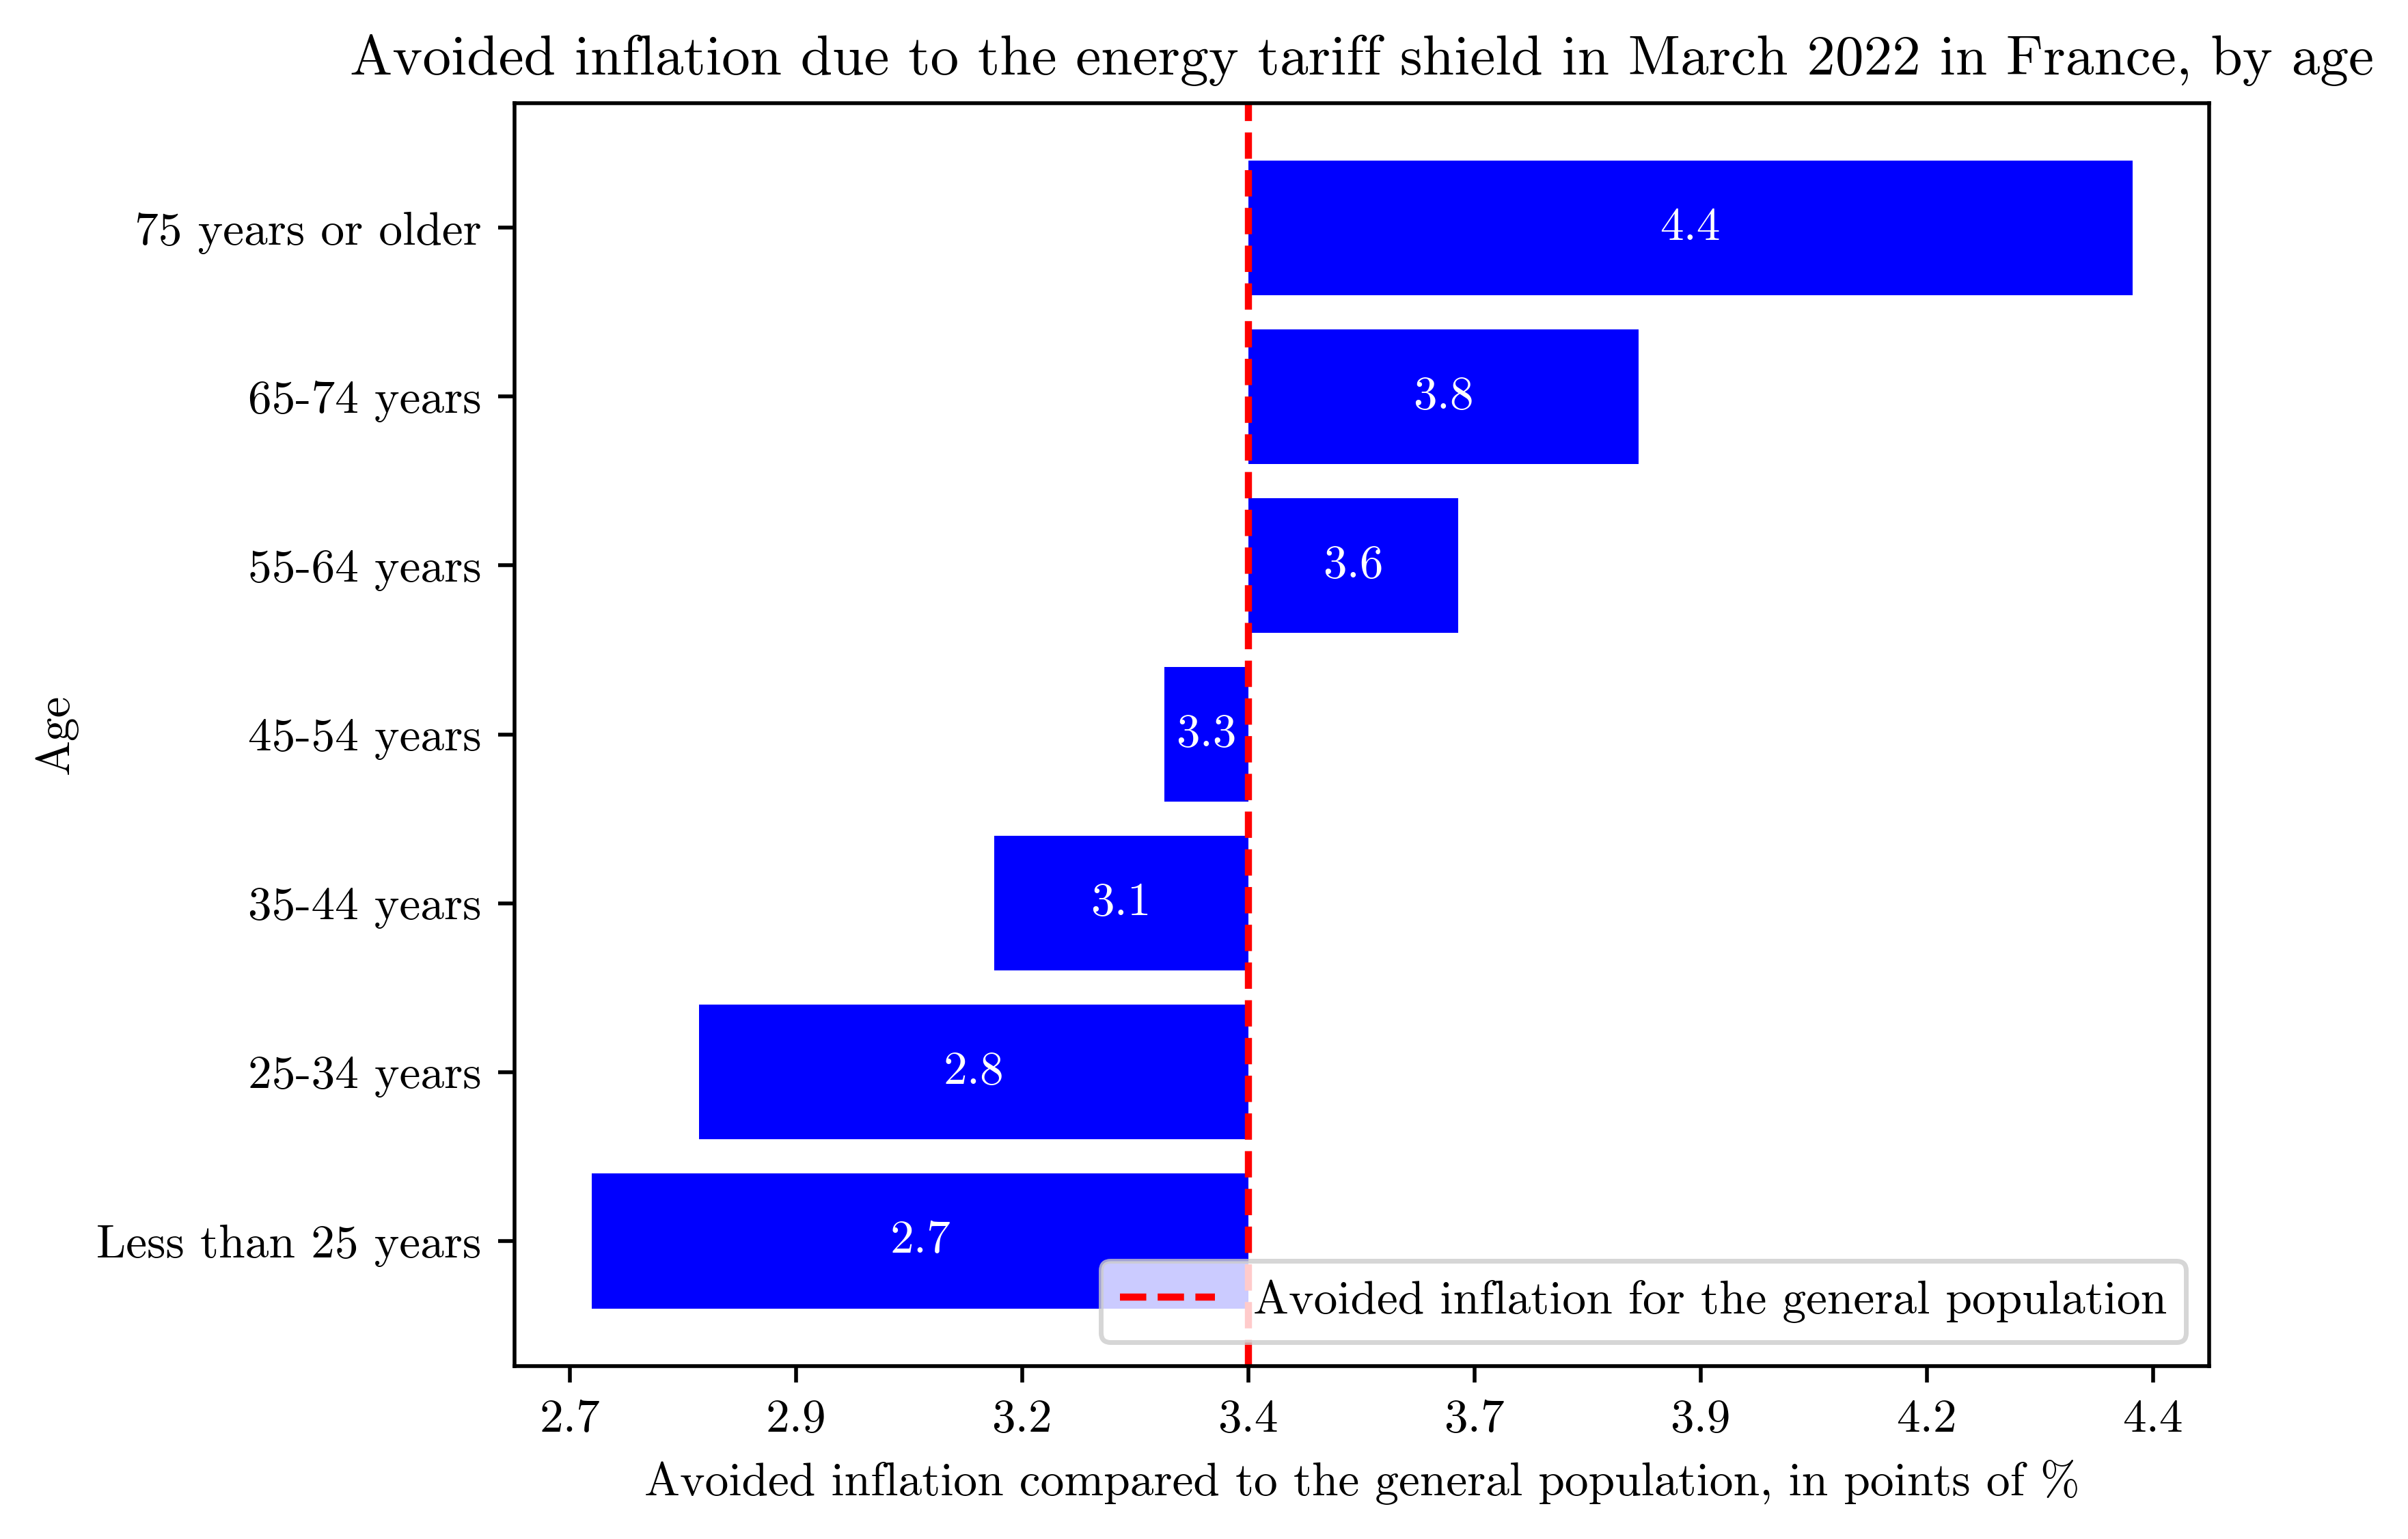 Avoided inflation due to the energy tariff shield in March 2022 in France, by age
75 years or older
4.4
65-74 years
3.8
55-64 years
3.6
45-54 years
3.3
35-44 years
3.1
25-34 years
2.8
Less than 25 years
2.7
Age
Avoided inflation for the general population
2.7 2.9 3.2 3.4 3.7 3.9 4.2 4.4
Avoided inflation compared to the general population, in points of %